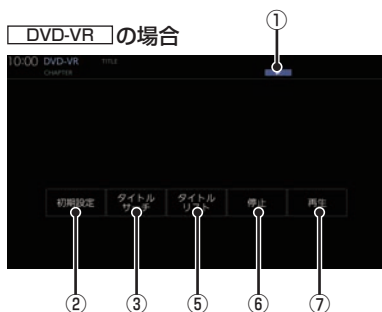 ①
DVD-VR の場合
10:00 DVD-VR TITLE
CHAPTER
初期設定 タイトルサーチ タイトルリスト 停止 再生
② ③ ⑤ ⑥ ⑦